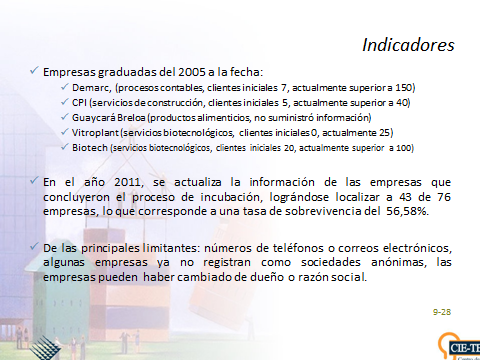 Indicadores
Empresas graduadas del 2005 a la fecha:
Demarc, (procesos contables, clientes iniciales 7, actualmente superior a 150)
CPI (servicios de construcción, clientes iniciales 5, actualmente superior a 40)
Guaycará Breloa (productos alimenticios, no suministró información)
Vitroplant (servicios biotecnológicos, clientes iniciales 0, actualmente 25)
Biotech (servicios biotecnológicos, clientes iniciales 20, actualmente superior a 100)
En el año 2011, se actualiza la información de las empresas que
concluyeron el proceso de incubación, lográndose localizar a 43 de 76
empresas, lo que corresponde a una tasa de sobrevivencia del 56,58%.
De las principales limitantes: números de teléfonos o correos electrónicos,
algunas empresas ya no registran como sociedades anónimas, las
empresas pueden haber cambiado de dueño o razón social.
9-28
CIE-TE